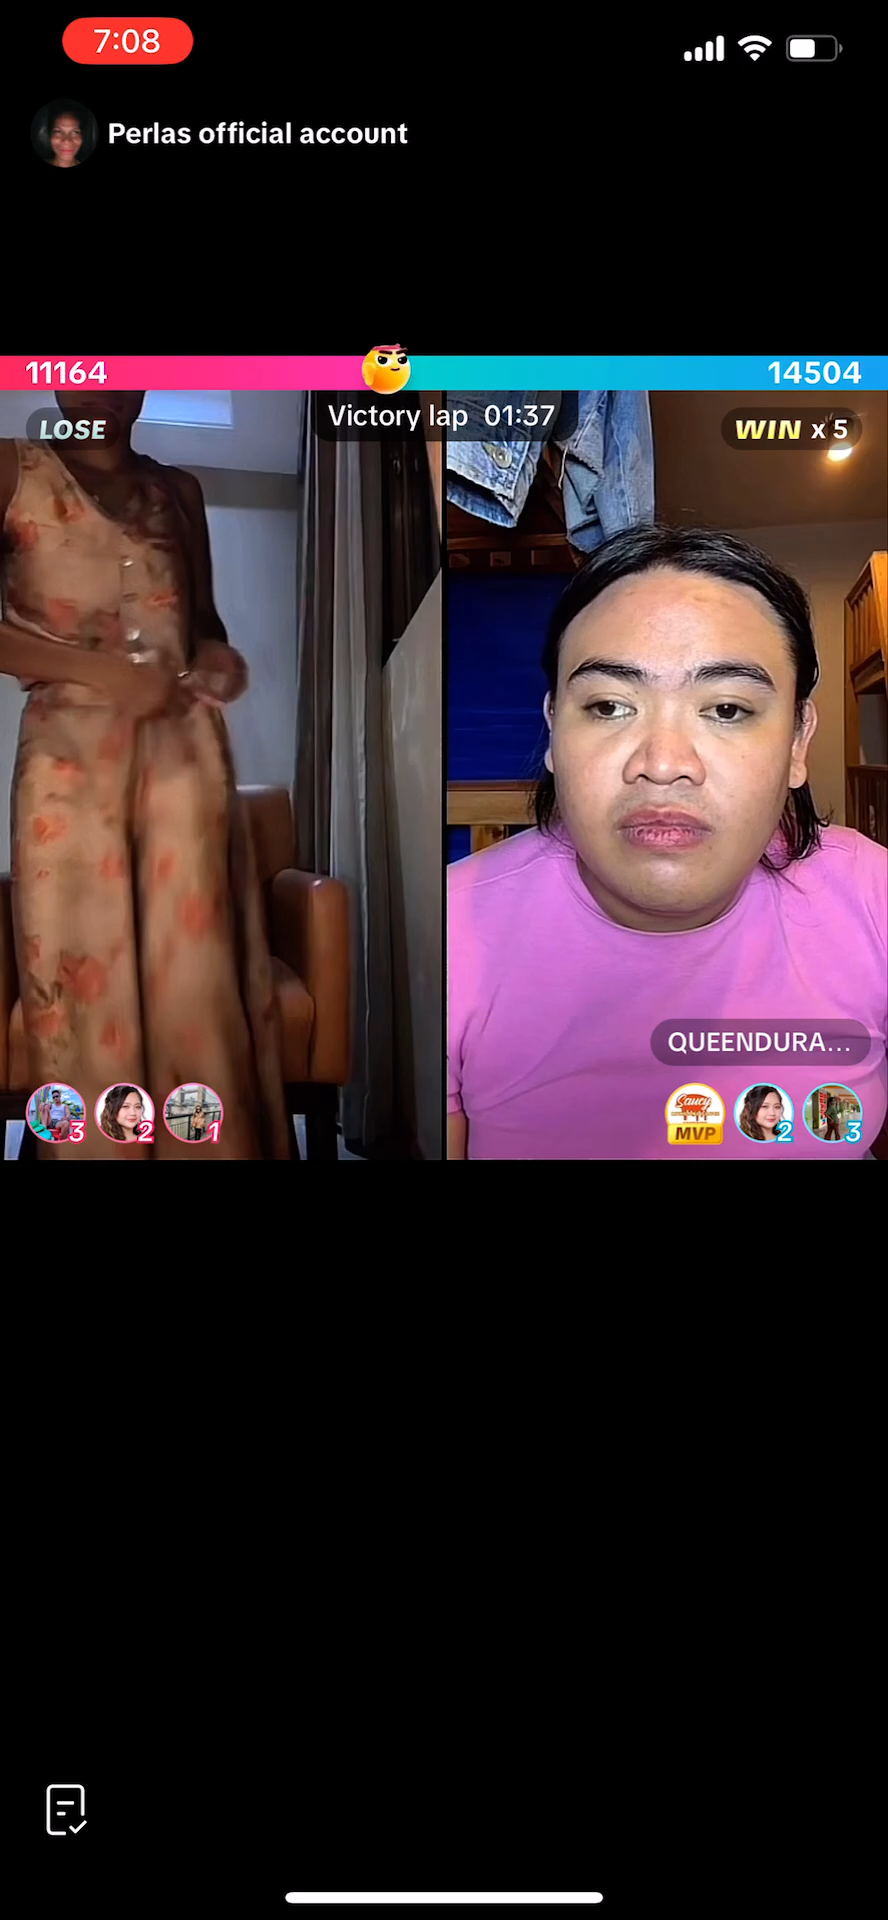 7:08
Perlas official account
11164
14504
LOSE
Victory lap 01:37
WIN x 5
QUEENDURA...
3
2
1
Saucy
MVP
2
3